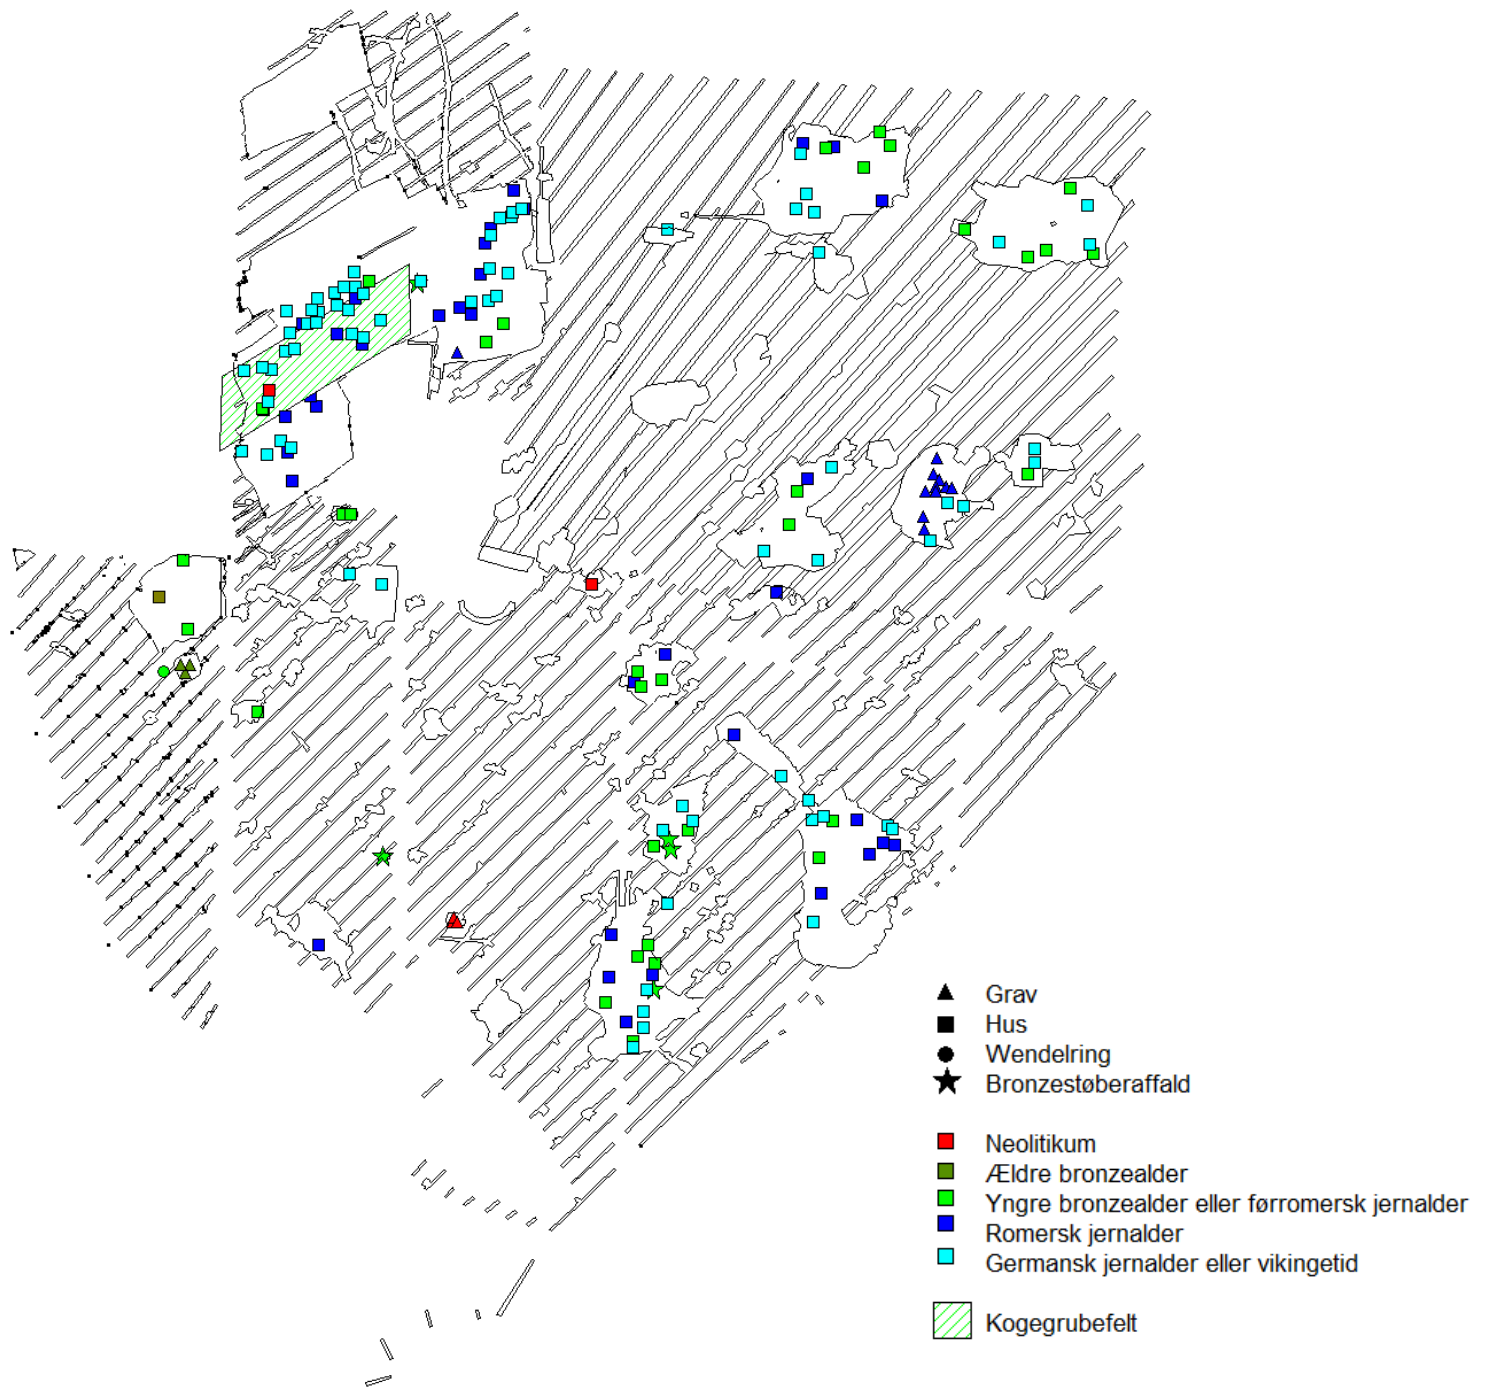 Grav
Hus
Wendelring
Bronzestøberaffald
Neolitikum
Ældre bronzealder
Yngre bronzealder eller førromersk jernalder
Romersk jernalder
Germansk jernalder eller vikingetid
Kogegrubefelt